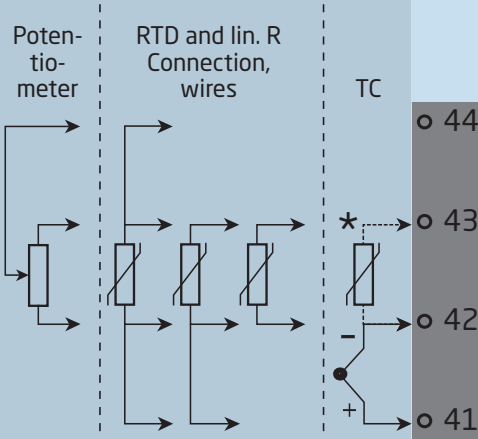 Poten-
tio-
meter
RTD and lin. R
Connection,
wires
TC
44
* 43
42
-
+ 41